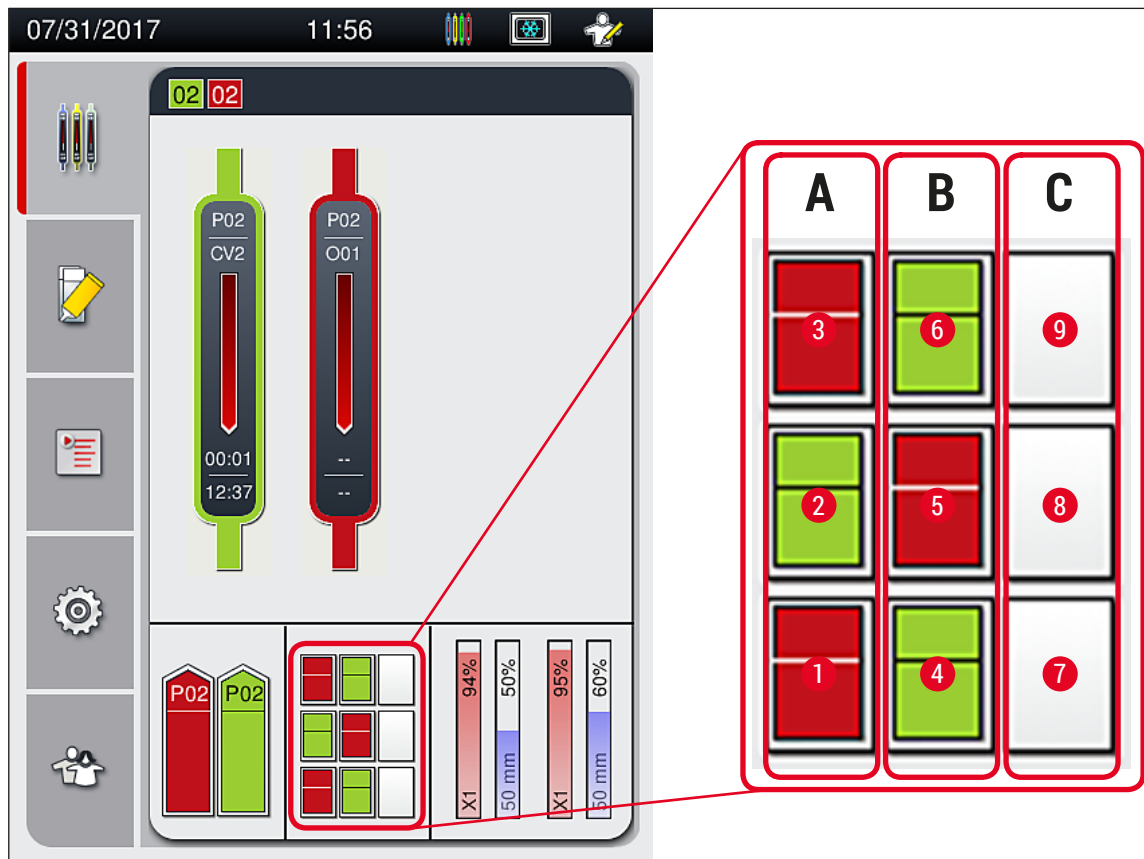 07/31/2017 11:56
02 02
P02 P02
CV2 O01
00:01 --
12:37 --
P02 P02
X1 94%
50 mm 50%
X1 95%
50 mm 60%
A B C
3 6 9
2 5 8
1 4 7